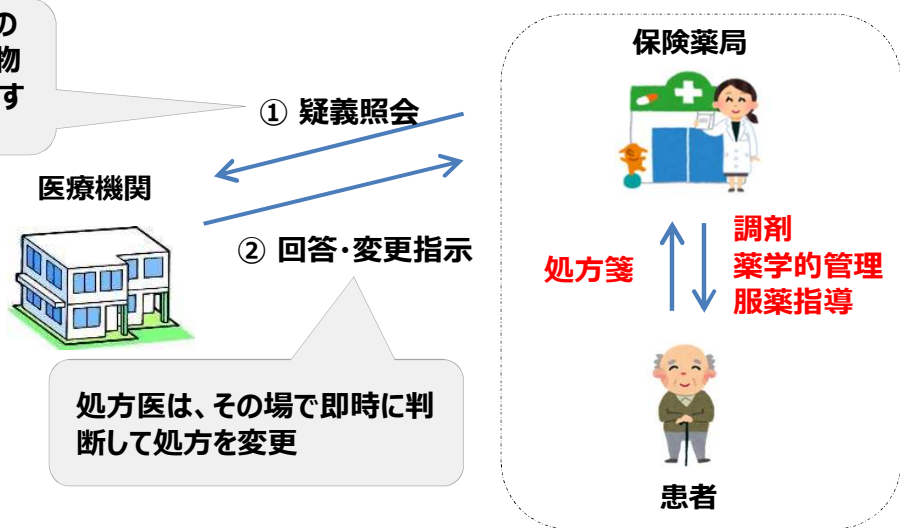 の
物
す
① 疑義照会
医療機関
② 回答・変更指示
処方医は、その場で即時に判
断して処方を変更
保険薬局
処方箋
調剤
薬学的管理
服薬指導
患者